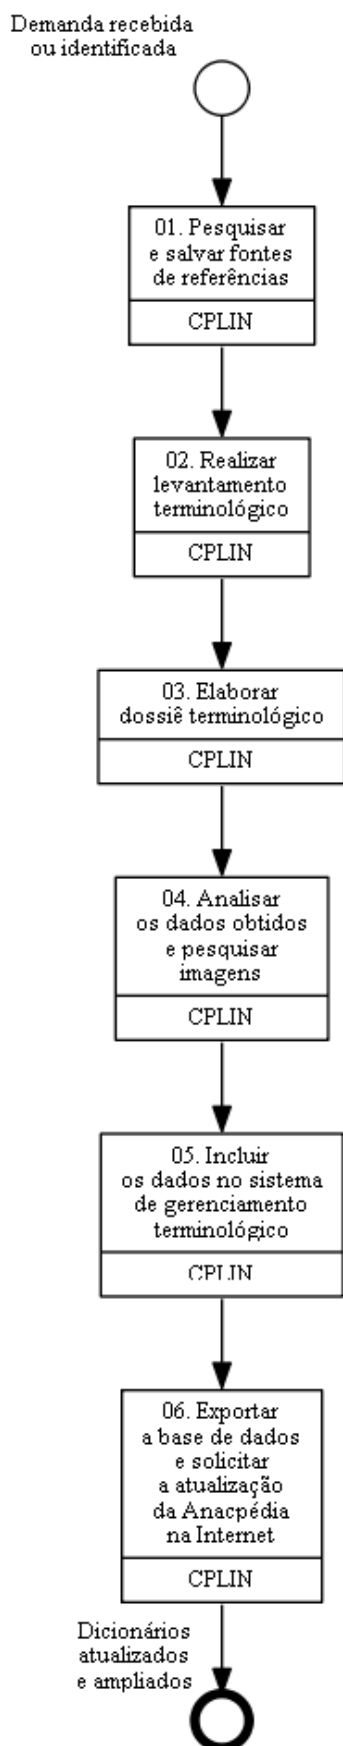 Demanda recebida
ou identificada
01. Pesquisar
e salvar fontes
de referências
CPLIN
02. Realizar
levantamento
terminológico
CPLIN
03. Elaborar
dossiê terminológico
CPLIN
04. Analisar
os dados obtidos
e pesquisar
imagens
CPLIN
05. Incluir
os dados no sistema
de gerenciamento
terminológico
CPLIN
06. Exportar
a base de dados
e solicitar
a atualização
da Anacpédia
na Internet
CPLIN
Dicionários
atualizados
e ampliados